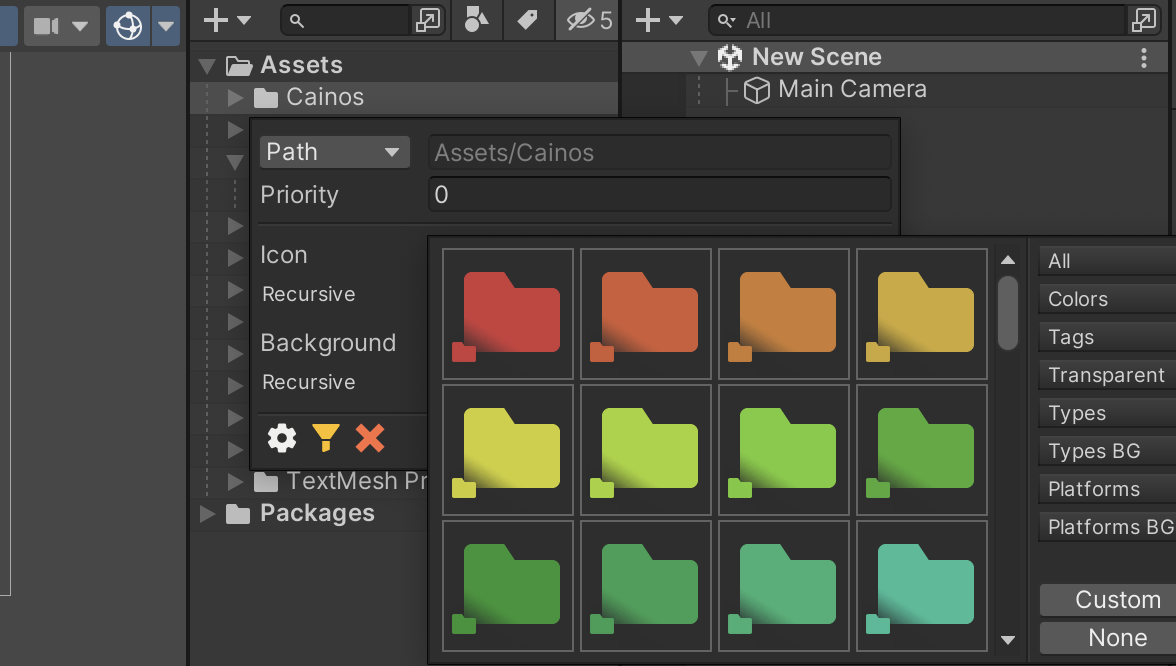 5
All
Assets
New Scene
Cainos
Main Camera
Path
Assets/Cainos
Priority
0
Icon
Recursive
Background
Recursive
All
Colors
Tags
Transparent
Types
Types BG
Platforms
Platforms BG
Custom
None
TextMesh Pr
Packages